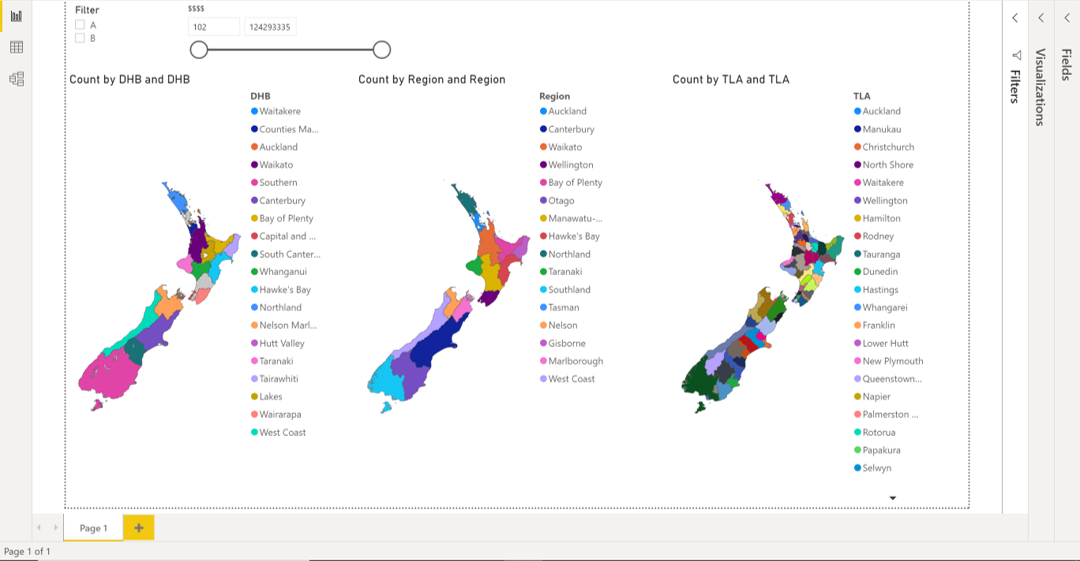 Filter
A
B
$$$$
102
124293335
Count by DHB and DHB
DHB
Waitakere
Counties Ma...
Auckland
Waikato
Southern
Canterbury
Bay of Plenty
Capital and ...
South Canter...
Whanganui
Hawke's Bay
Northland
Nelson Marl...
Hutt Valley
Taranaki
Tairawhiti
Lakes
Wairarapa
West Coast
Count by Region and Region
Region
Auckland
Canterbury
Waikato
Wellington
Bay of Plenty
Otago
Manawatu-...
Hawke's Bay
Northland
Taranaki
Southland
Tasman
Nelson
Gisborne
Marlborough
West Coast
Count by TLA and TLA
TLA
Auckland
Manukau
Christchurch
North Shore
Waitakere
Wellington
Hamilton
Rodney
Tauranga
Dunedin
Hastings
Whangarei
Franklin
Lower Hutt
New Plymouth
Queenstown...
Napier
Palmerston ...
Rotorua
Papakura
Selwyn
Filters
Visualizations
Fields
Page 1
Page 1 of 1